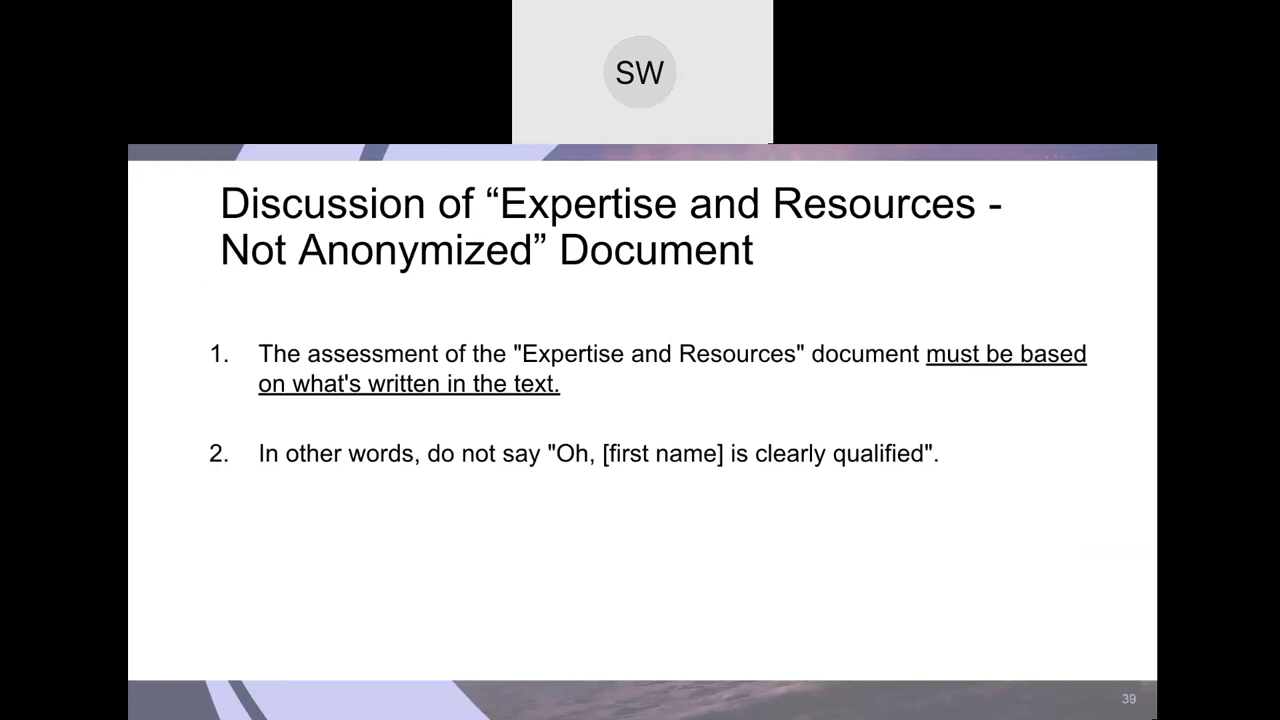 SW
Discussion of “Expertise and Resources -
Not Anonymized” Document
1. The assessment of the "Expertise and Resources" document must be based
on what's written in the text.
2. In other words, do not say "Oh, [first name] is clearly qualified".
39